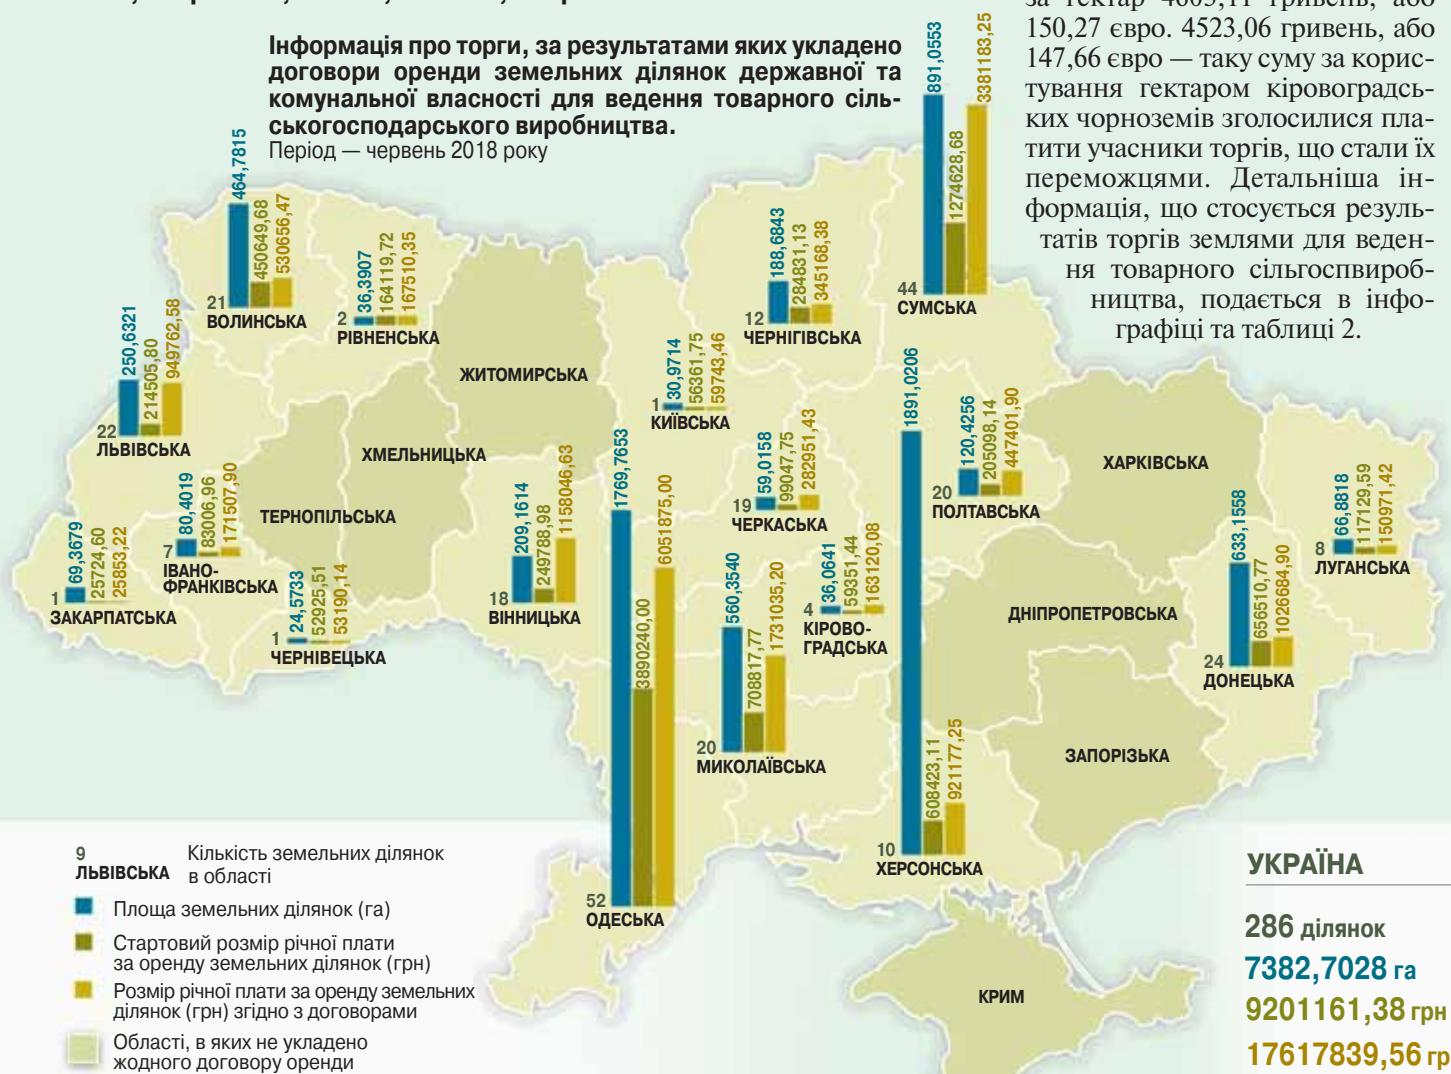 Інформація про торги, за результатами яких укладено
договори оренди земельних ділянок державної та
комунальної власності для ведення товарного сіль-
ськогосподарського виробництва.
Період — червень 2018 року
за гектар 4603,11 гривень, або
150,27 євро. 4523,06 гривень, або
147,66 євро — таку суму за корис-
тування гектаром кіровоградсь-
ких чорноземів зголосилися пла-
тити учасники торгів, що стали їх
переможцями. Детальніша ін-
формація, що стосується резуль-
татів торгів землями для веден-
ня товарного сільгоспвироб-
ництва, подається в інфо-
графіці та таблиці 2.
21
464,7815
450649,68
530656,47
ВОЛИНСЬКА
2
36,3907
164119,72
167510,35
РІВНЕНСЬКА
ЖИТОМИРСЬКА
12
188,6843
284831,13
345168,38
ЧЕРНІГІВСЬКА
44
891,0553
1274628,68
3381183,25
СУМСЬКА
22
250,6321
214505,80
949762,58
ЛЬВІВСЬКА
ХМЕЛЬНИЦЬКА
ТЕРНОПІЛЬСЬКА
1
30,9714
56361,75
59743,46
КИЇВСЬКА
19
59,0158
99047,75
282951,43
ЧЕРКАСЬКА
20
120,4256
205098,14
447401,90
ПОЛТАВСЬКА
ХАРКІВСЬКА
8
66,8818
117129,59
150971,42
ЛУГАНСЬКА
1
69,3679
25724,60
25853,22
ЗАКАРПАТСЬКА
7
80,4019
83006,96
171507,90
ІВАНО-
ФРАНКІВСЬКА
1
24,5733
52925,51
53190,14
ЧЕРНІВЕЦЬКА
18
209,1614
249788,98
1158046,63
ВІННИЦЬКА
4
36,0641
59351,44
163120,08
КІРОВО-
ГРАДСЬКА
ДНІПРОПЕТРОВСЬКА
24
633,1558
656510,77
1026684,90
ДОНЕЦЬКА
20
560,3540
708817,77
1731035,20
МИКОЛАЇВСЬКА
ЗАПОРІЗЬКА
52
1769,7653
3890240,00
6051875,00
ОДЕСЬКА
10
1891,0206
608423,11
921177,25
ХЕРСОНСЬКА
КРИМ
9
ЛЬВІВСЬКА
Кількість земельних ділянок
в області
Площа земельних ділянок (га)
Стартовий розмір річної плати
за оренду земельних ділянок (грн)
Розмір річної плати за оренду земельних
ділянок (грн) згідно з договорами
Області, в яких не укладено
жодного договору оренди
УКРАЇНА
286 ділянок
7382,7028 га
9201161,38 грн
17617839,56 гр